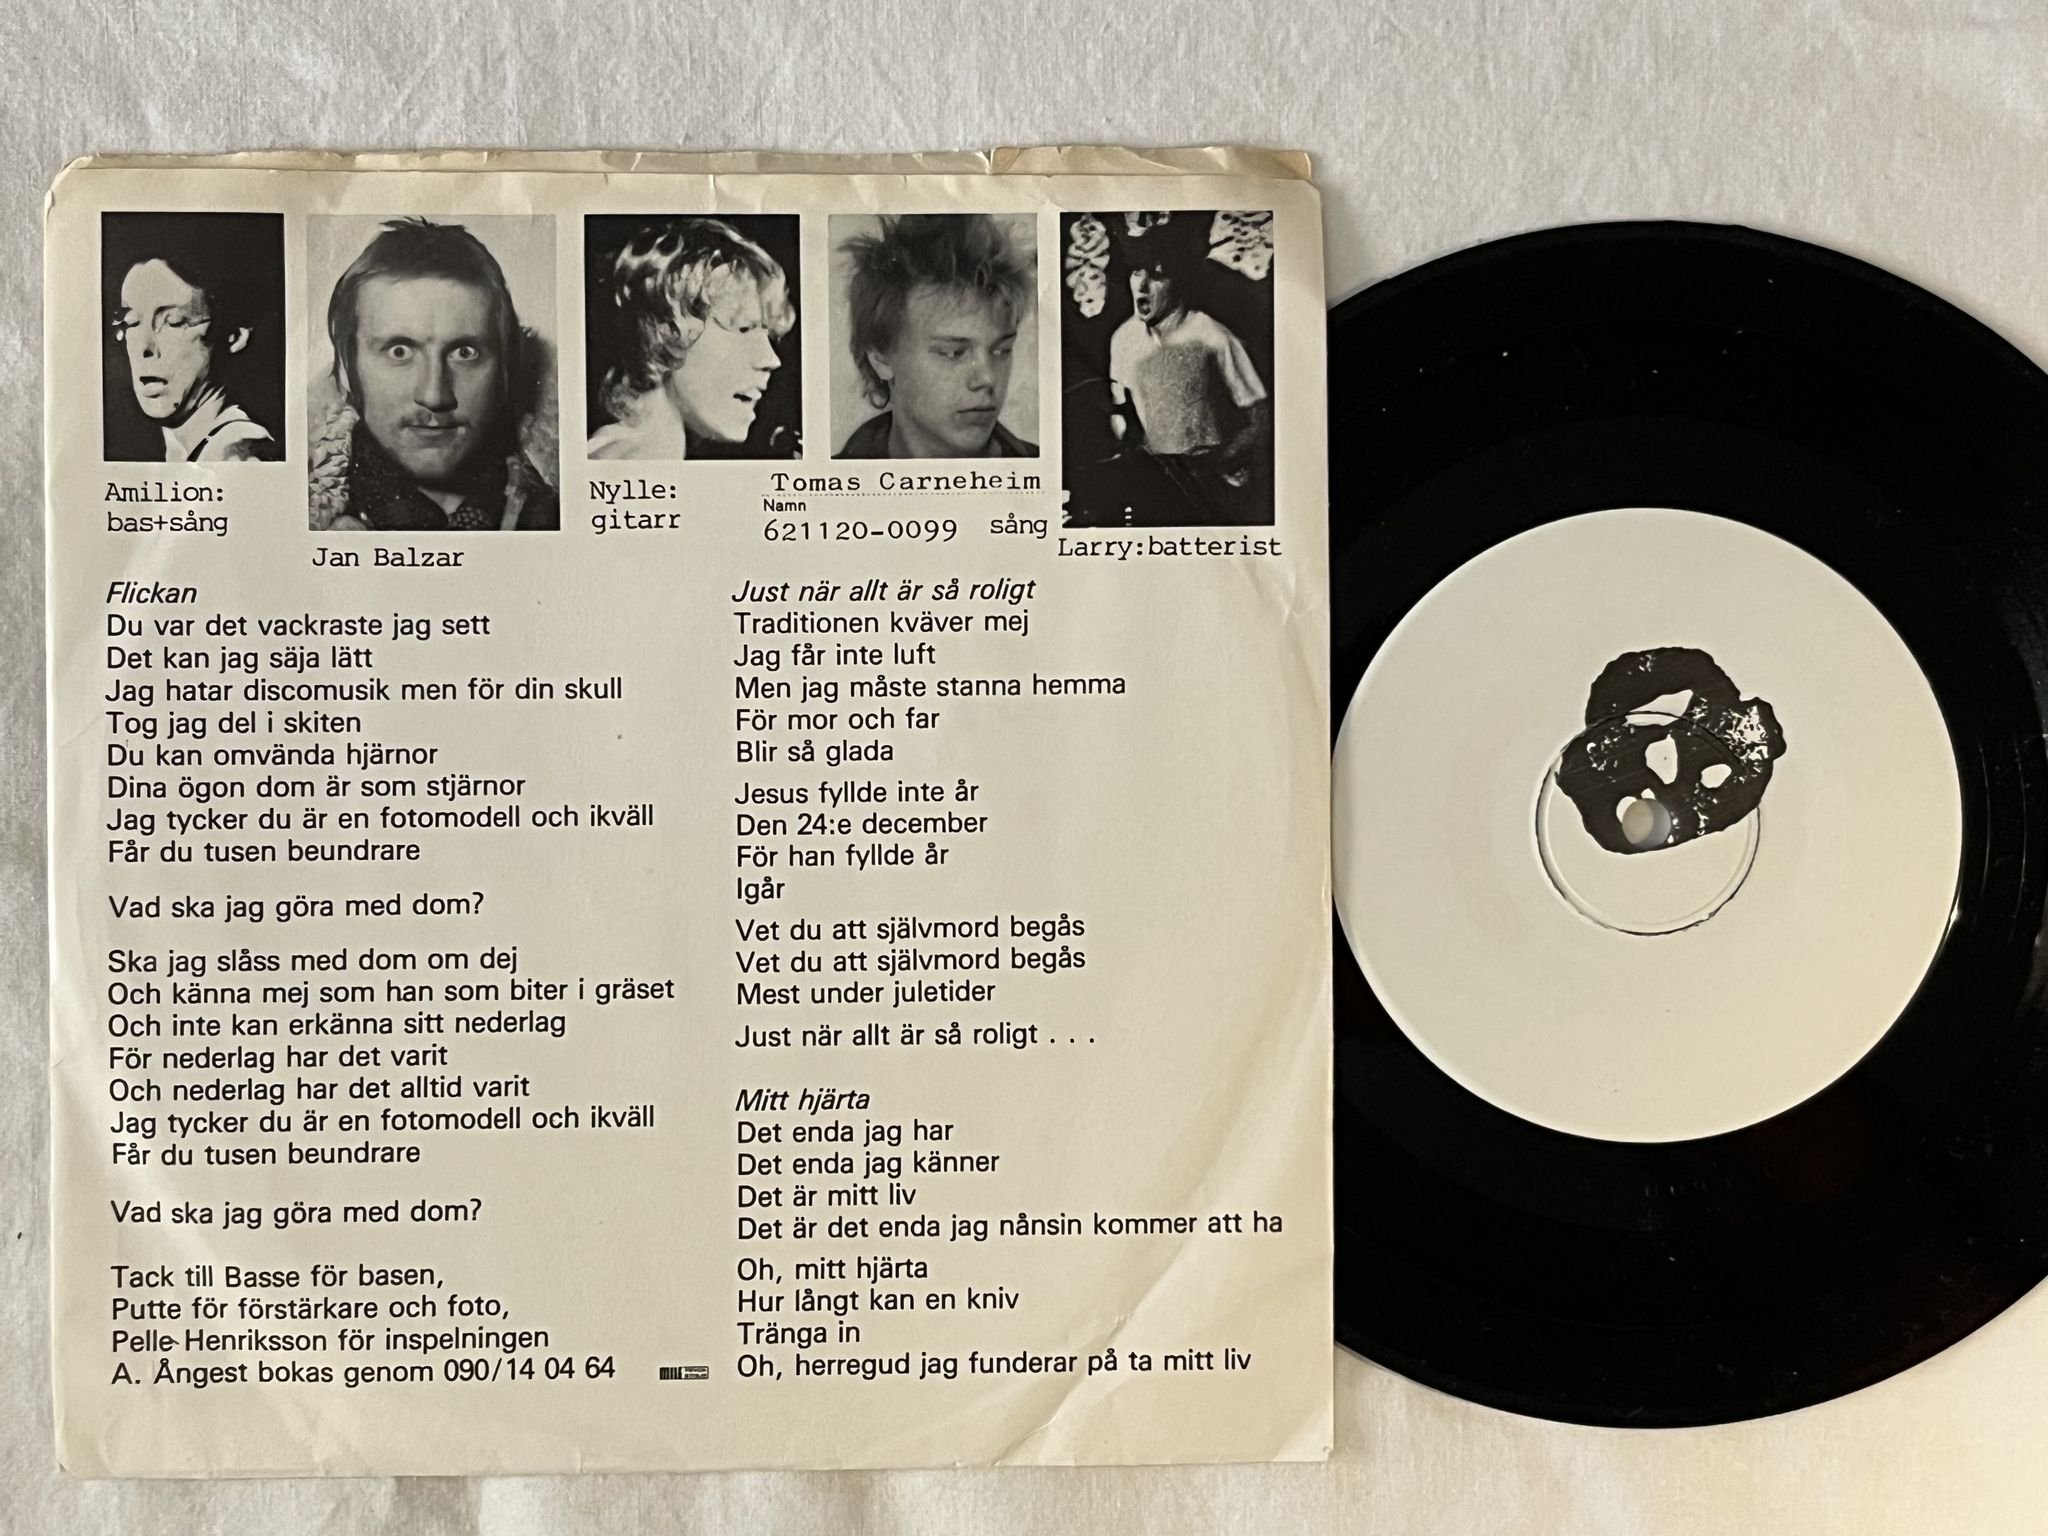 Amilion:
bas+sång
Jan Balzar
Nylle:
gitarr
Tomas Carneheim
Namn
621120-0099 sång
Larry:batterist
Flickan
Du var det vackraste jag sett
Det kan jag säja lätt
Jag hatar discomusik men för din skull
Tog jag del i skiten
Du kan omvända hjärnor
Dina ögon dom är som stjärnor
Jag tycker du är en fotomodell och ikväll
Får du tusen beundrare
Vad ska jag göra med dom?
Ska jag slåss med dom om dej
Och känna mej som han som biter i gräset
Och inte kan erkänna sitt nederlag
För nederlag har det varit
Och nederlag har det alltid varit
Jag tycker du är en fotomodell och ikväll
Får du tusen beundrare
Vad ska jag göra med dom?
Tack till Basse för basen,
Putte för förstärkare och foto,
Pelle Henriksson för inspelningen
A. Ångest bokas genom 090/14 04 64
Just när allt är så roligt
Traditionen kväver mej
Jag får inte luft
Men jag måste stanna hemma
För mor och far
Blir så glada
Jesus fyllde inte år
Den 24:e december
För han fyllde år
Igår
Vet du att självmord begås
Vet du att självmord begås
Mest under juletider
Just när allt är så roligt . . .
Mitt hjärta
Det enda jag har
Det enda jag känner
Det är mitt liv
Det är det enda jag nånsin kommer att ha
Oh, mitt hjärta
Hur långt kan en kniv
Tränga in
Oh, herregud jag funderar på ta mitt liv